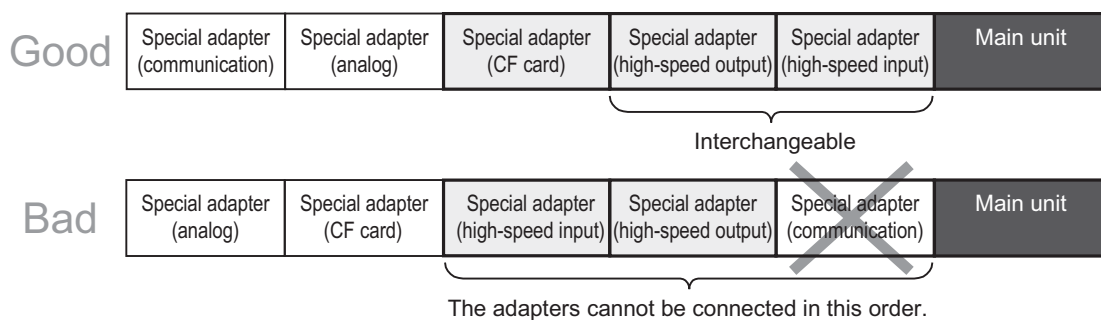 Good
Special adapter
(communication)
Special adapter
(analog)
Special adapter
(CF card)
Special adapter
(high-speed output)
Special adapter
(high-speed input)
Main unit
Interchangeable
Bad
Special adapter
(analog)
Special adapter
(CF card)
Special adapter
(high-speed input)
Special adapter
(high-speed output)
Special adapter
(communication)
Main unit
The adapters cannot be connected in this order.